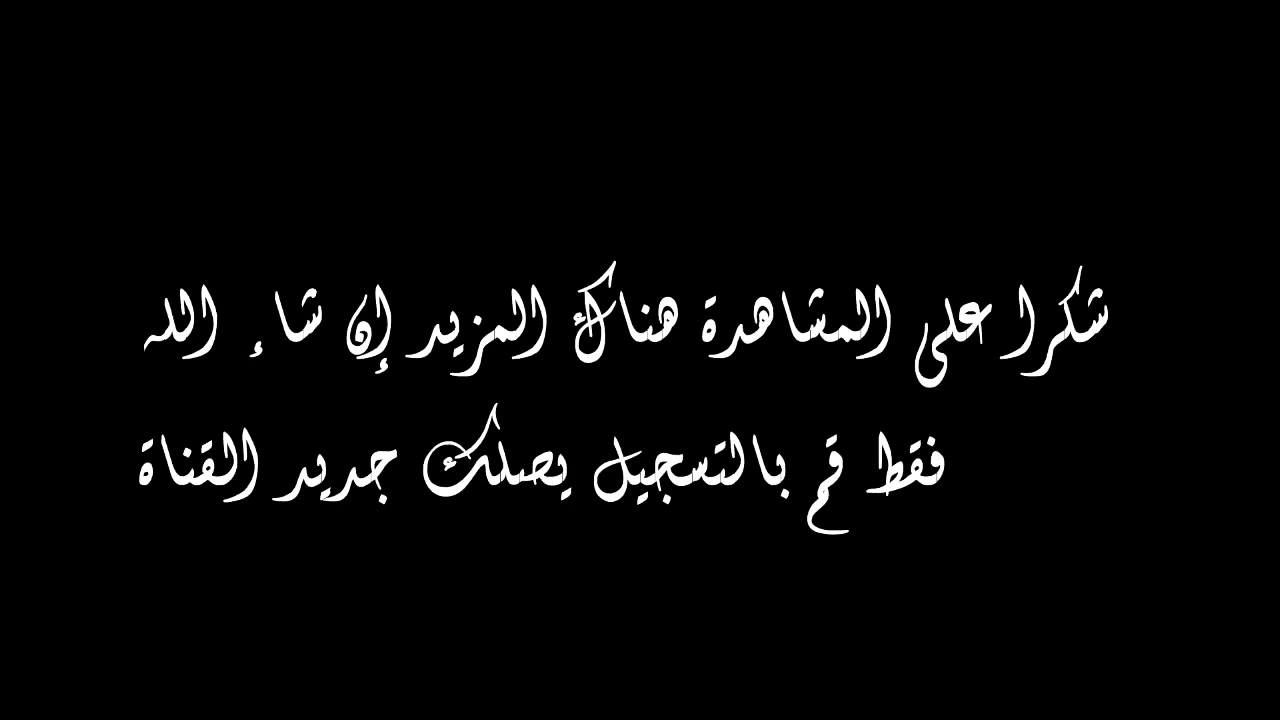 شكرا على المشاهدة هناك المزيد إن شاء الله
فقط قم بالتسجيل يصلك جديد القناة